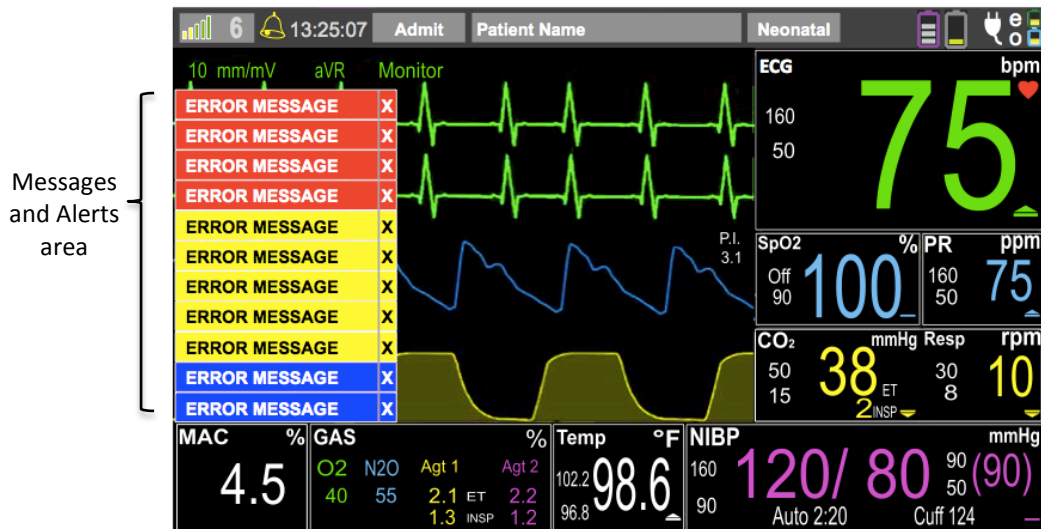 6 13:25:07 Admit Patient Name Neonatal e
o
10 mm/mV aVR Monitor
ERROR MESSAGE X
ERROR MESSAGE X
ERROR MESSAGE X
ERROR MESSAGE X
ERROR MESSAGE X
ERROR MESSAGE X
ERROR MESSAGE X
ERROR MESSAGE X
ERROR MESSAGE X
ERROR MESSAGE X
ERROR MESSAGE X
Messages
and Alerts
area
P.I.
3.1
ECG bpm
160
50
75
SpO2 %
Off
90
100
PR ppm
160
50
75
CO₂ mmHg
50
15
38 ET
2 INSP
Resp rpm
30
8
10
MAC %
4.5
GAS %
O2 N2O Agt 1 Agt 2
40 55 2.1 ET 2.2
1.3 INSP 1.2
Temp °F
102.2
96.8
98.6
NIBP mmHg
160
90
120/ 80
90
50
(90)
Auto 2:20 Cuff 124